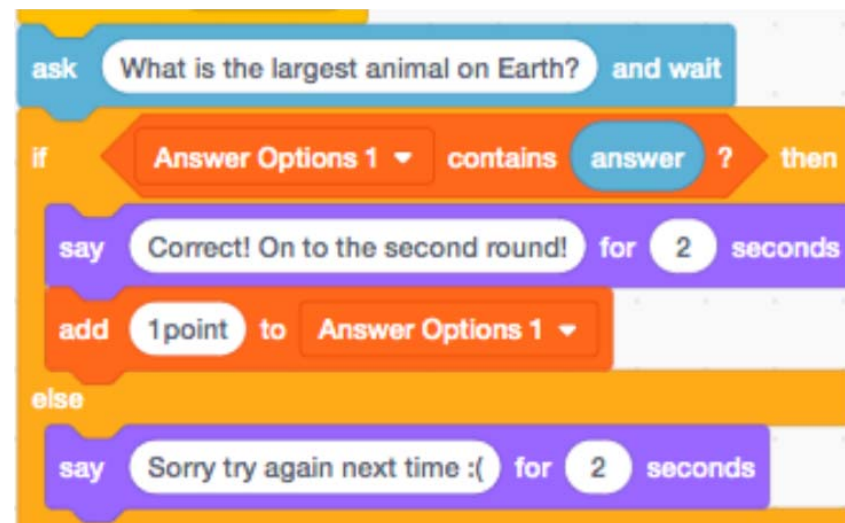 ask What is the largest animal on Earth? and wait
if Answer Options 1 contains answer ? then
say Correct! On to the second round! for 2 seconds
add 1point to Answer Options 1
else
say Sorry try again next time :( for 2 seconds